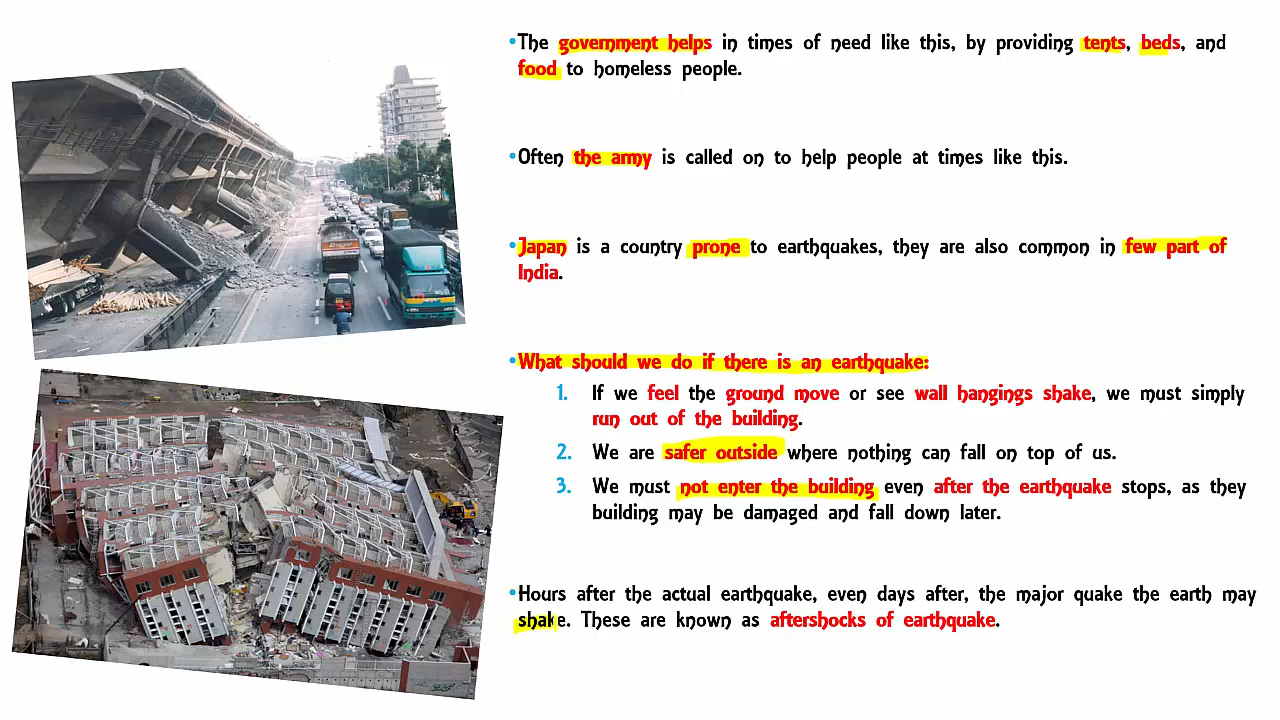 •The government helps in times of need like this, by providing tents, beds, and
food to homeless people.
•Often the army is called on to help people at times like this.
•Japan is a country prone to earthquakes, they are also common in few part of
India.
•What should we do if there is an earthquake:
1. If we feel the ground move or see wall hangings shake, we must simply
run out of the building.
2. We are safer outside where nothing can fall on top of us.
3. We must not enter the building even after the earthquake stops, as they
building may be damaged and fall down later.
•Hours after the actual earthquake, even days after, the major quake the earth may
shake. These are known as aftershocks of earthquake.